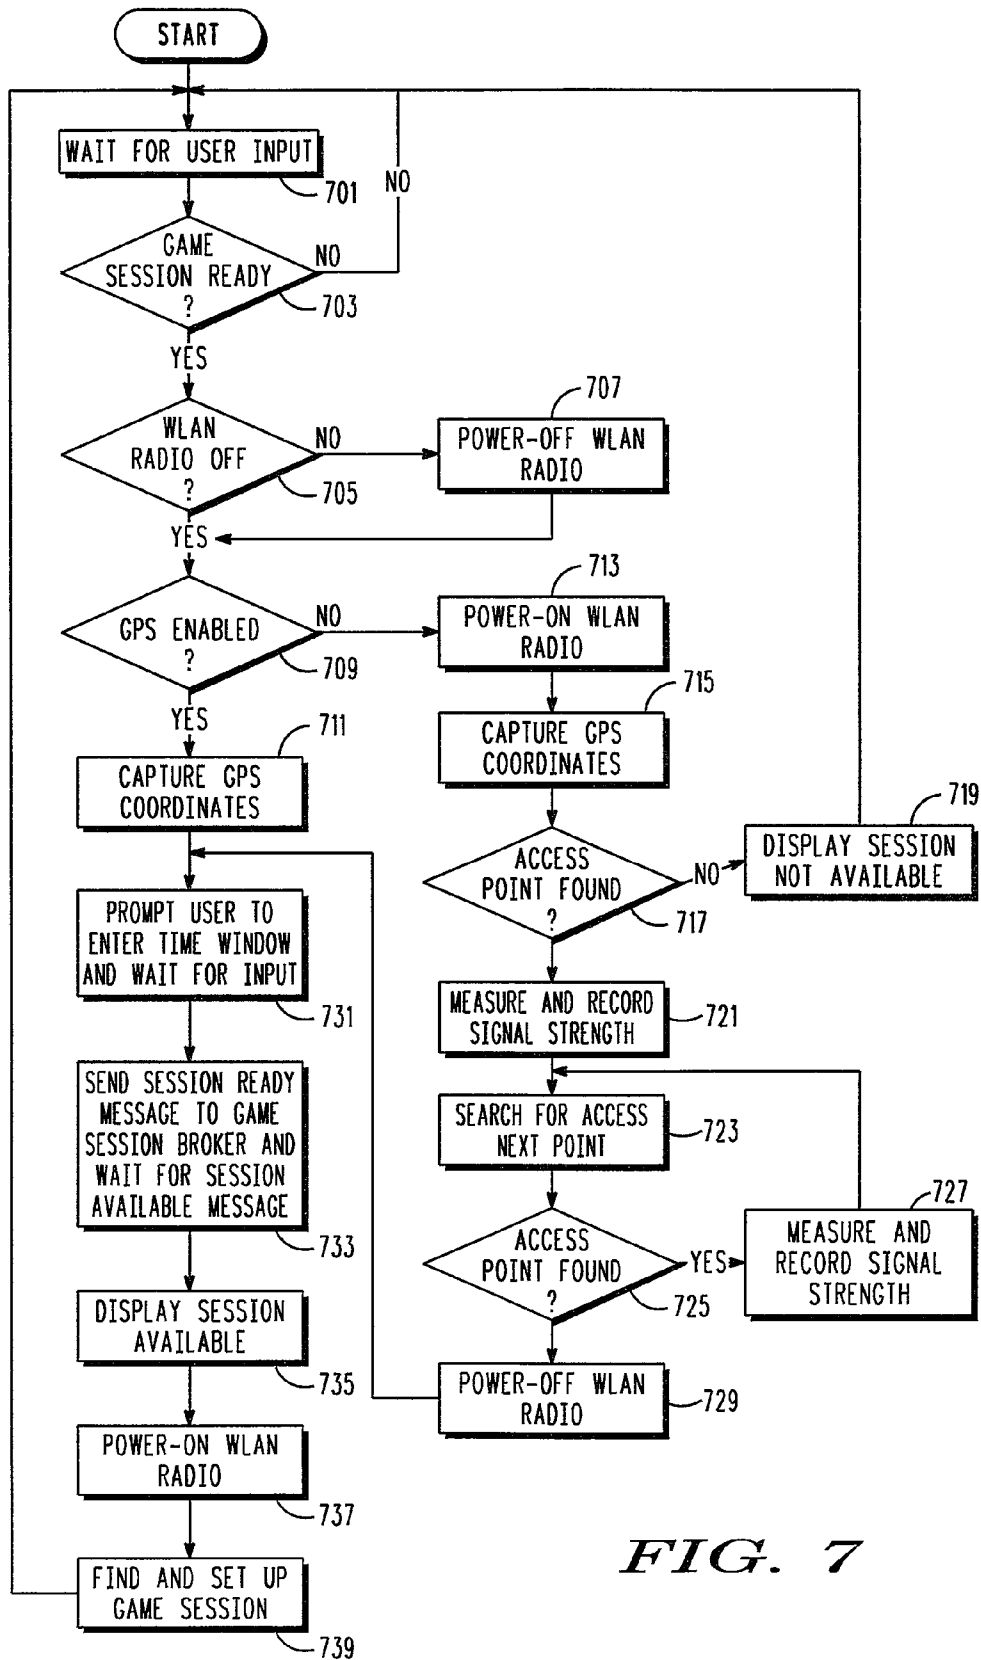 START
WAIT FOR USER INPUT
701
NO
GAME
SESSION READY
?
NO
703
YES
WLAN
RADIO OFF
?
NO
705
707
POWER-OFF WLAN
RADIO
YES
GPS ENABLED
?
NO
709
713
POWER-ON WLAN
RADIO
YES
711
CAPTURE GPS
COORDINATES
715
CAPTURE GPS
COORDINATES
ACCESS
POINT FOUND
?
NO
717
719
DISPLAY SESSION
NOT AVAILABLE
PROMPT USER TO
ENTER TIME WINDOW
AND WAIT FOR INPUT
731
MEASURE AND RECORD
SIGNAL STRENGTH
721
SEND SESSION READY
MESSAGE TO GAME
SESSION BROKER AND
WAIT FOR SESSION
AVAILABLE MESSAGE
733
SEARCH FOR ACCESS
NEXT POINT
723
ACCESS
POINT FOUND
?
YES
725
727
MEASURE AND
RECORD SIGNAL
STRENGTH
DISPLAY SESSION
AVAILABLE
735
POWER-OFF WLAN
RADIO
729
POWER-ON WLAN
RADIO
737
FIND AND SET UP
GAME SESSION
739
FIG. 7